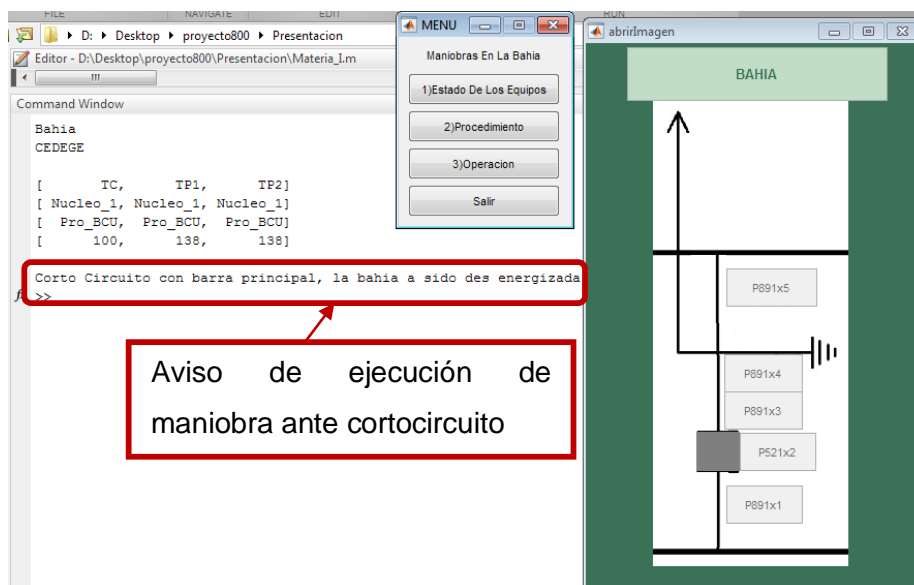 FILE NAVIGATE EDIT RUN
D: Desktop proyecto800 Presentacion
Editor - D:\Desktop\proyecto800\Presentacion\Materia_I.m
Command Window
Bahia
CEDEGE
[ TC, TP1, TP2]
[ Nucleo_1, Nucleo_1, Nucleo_1]
[ Pro_BCU, Pro_BCU, Pro_BCU]
[ 100, 138, 138]
Corto Circuito con barra principal, la bahia a sido des energizada
>>
Aviso de ejecución de
maniobra ante cortocircuito
MENU
Maniobras En La Bahia
1)Estado De Los Equipos
2)Procedimiento
3)Operacion
Salir
abrirImagen
BAHIA
P891x5
P891x4
P891x3
P521x2
P891x1